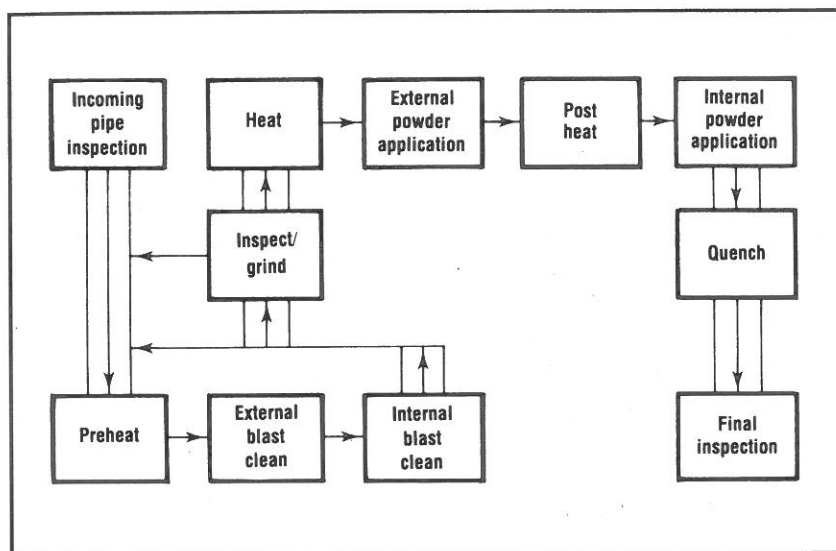 Incoming
pipe
inspection
Heat
External
powder
application
Post
heat
Internal
powder
application
Inspect/
grind
Quench
Preheat
External
blast
clean
Internal
blast
clean
Final
inspection